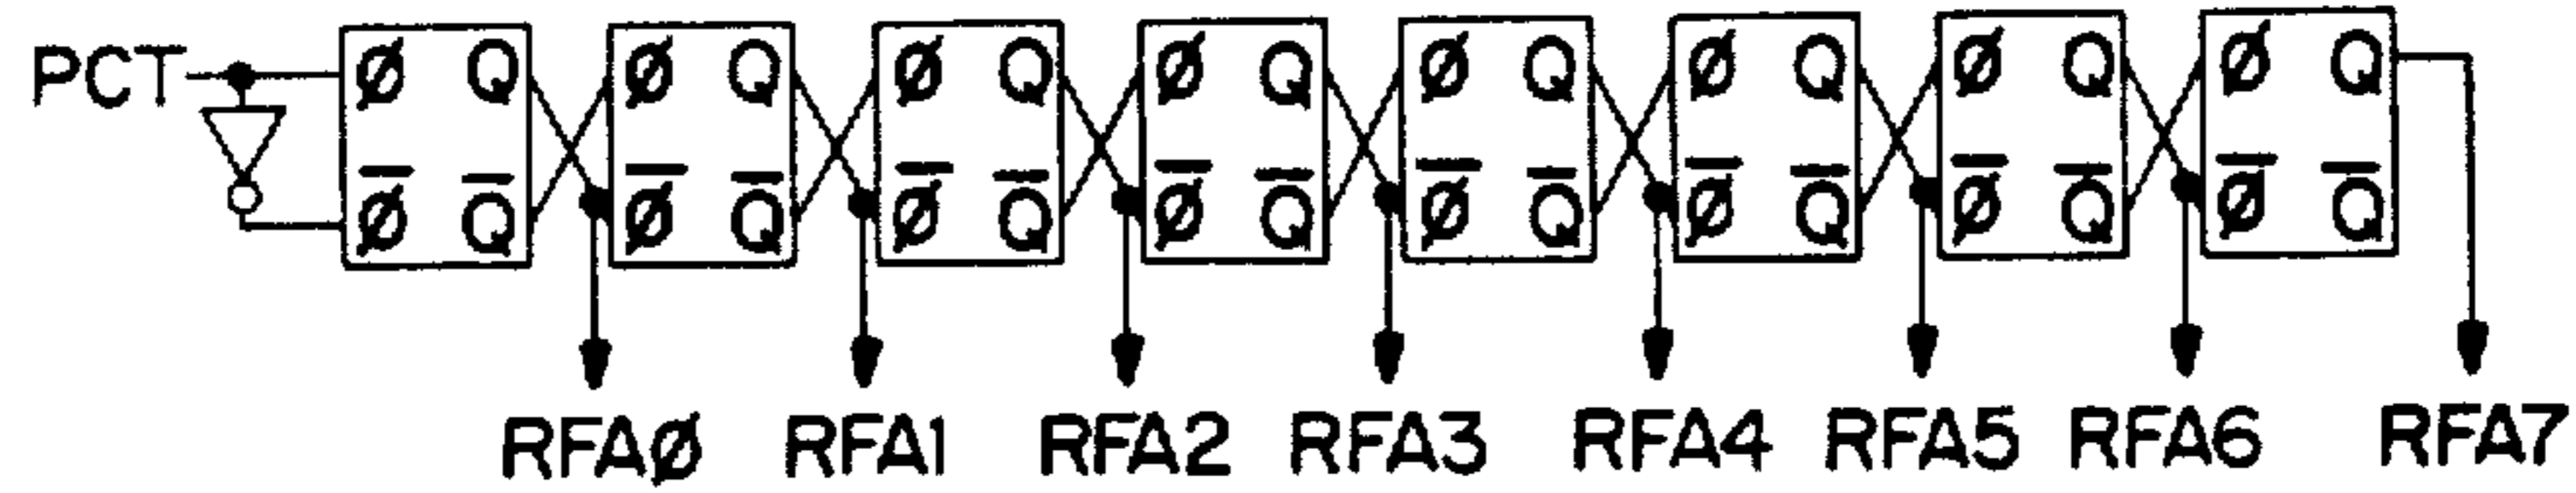 PCT Ø Q Ø Q Ø Q Ø Q Ø Q Ø Q Ø Q Ø Q
Ø̅ Q̅ Ø̅ Q̅ Ø̅ Q̅ Ø̅ Q̅ Ø̅ Q̅ Ø̅ Q̅ Ø̅ Q̅ Ø̅ Q̅
RFAØ RFA1 RFA2 RFA3 RFA4 RFA5 RFA6 RFA7